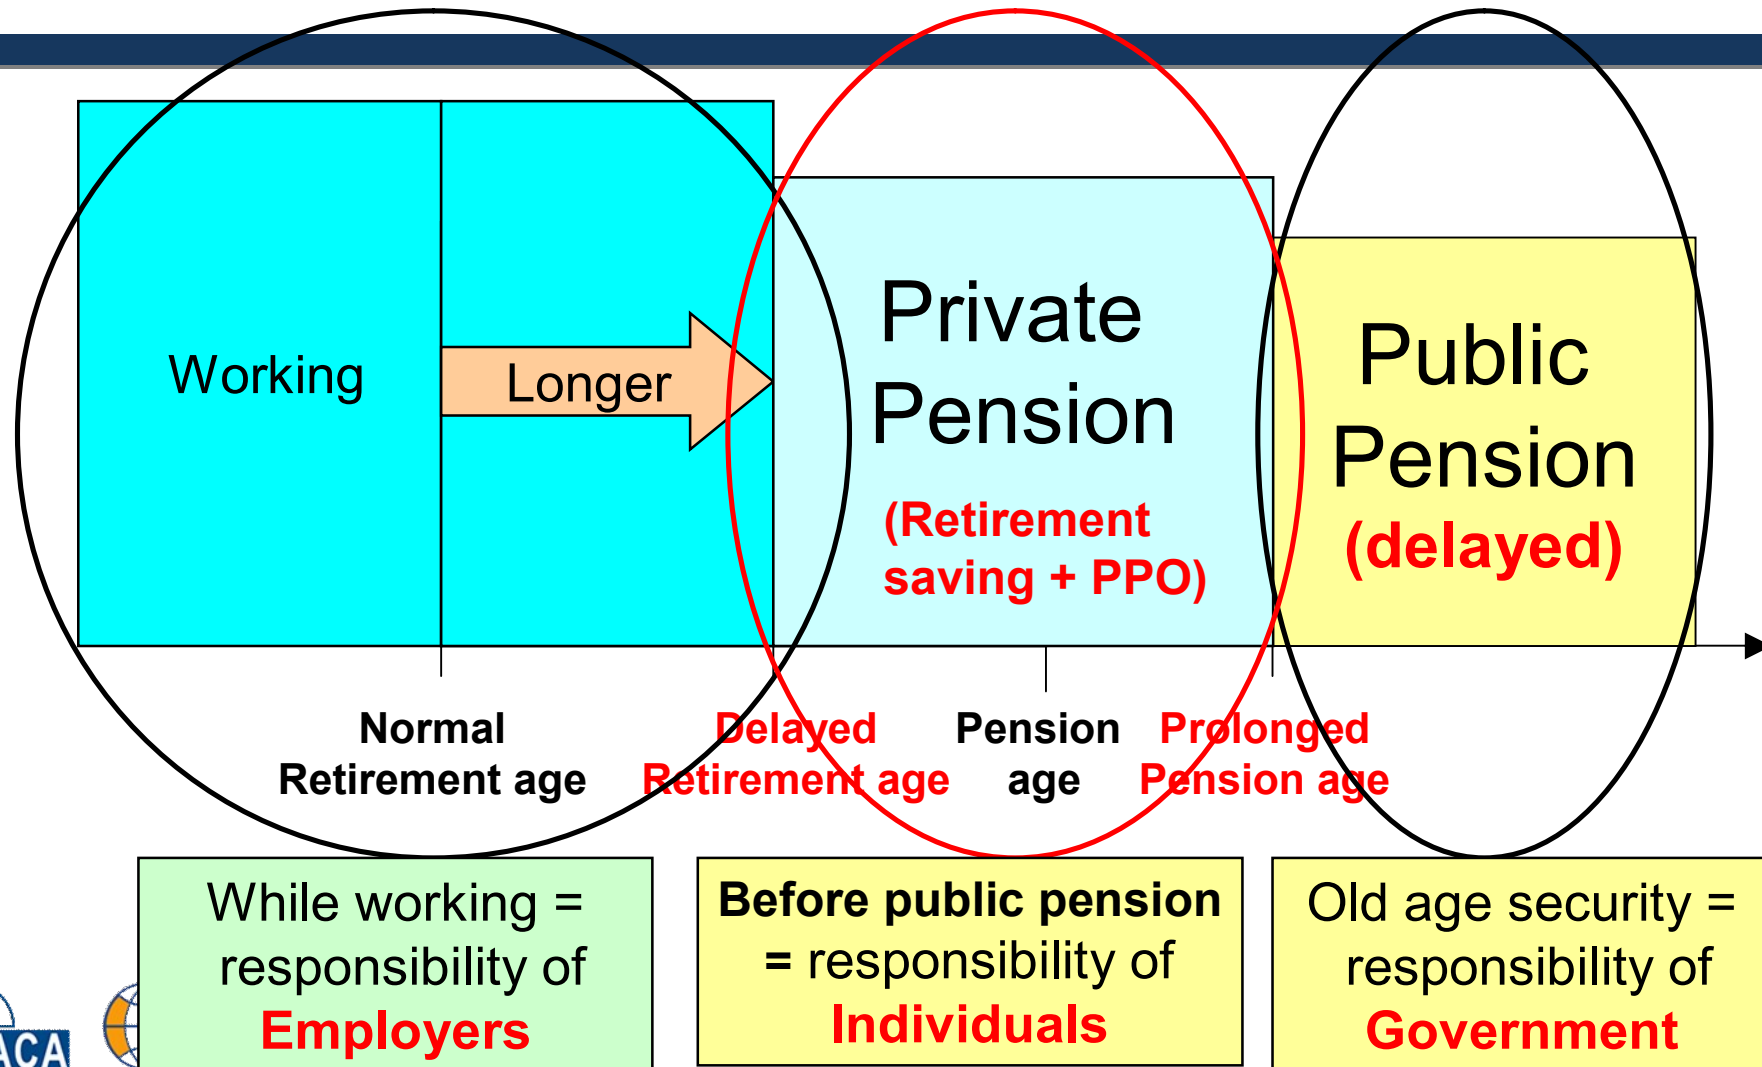 Working
Longer
Private
Pension
(Retirement
saving + PPO)
Public
Pension
(delayed)
Normal
Retirement age
Delayed
Retirement age
Pension
age
Prolonged
Pension age
While working =
responsibility of
Employers
Before public pension
= responsibility of
Individuals
Old age security =
responsibility of
Government
ACA